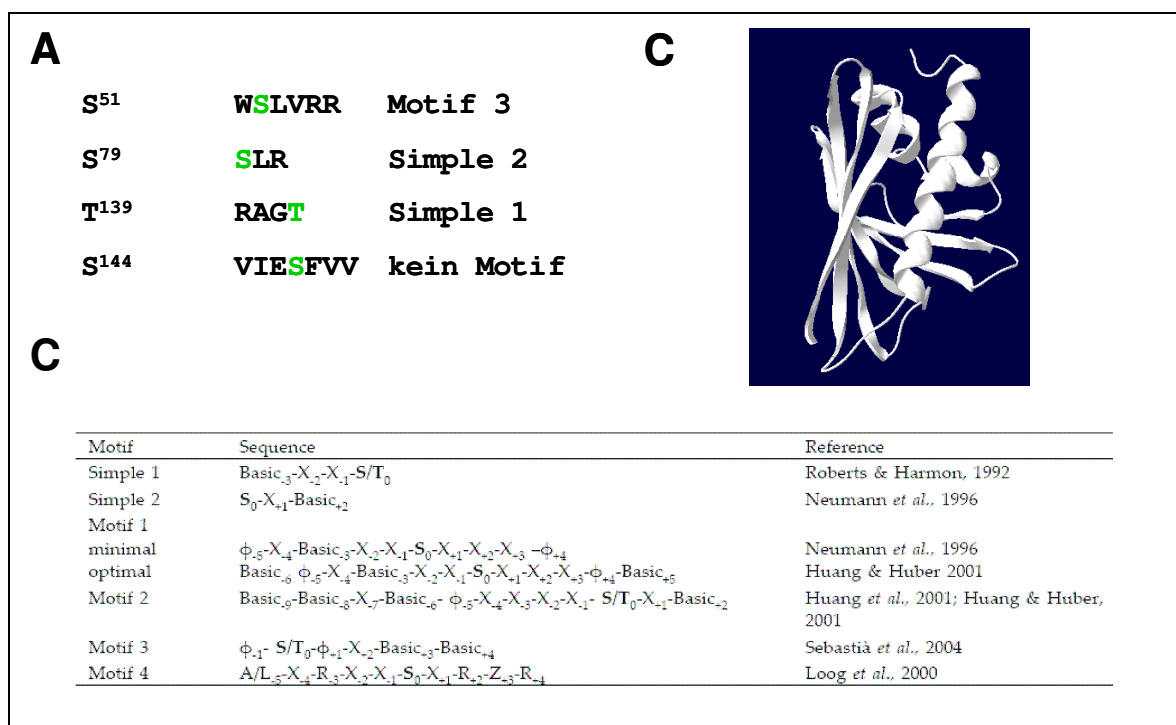 A
C
S⁵¹ WSLVRR Motif 3
S⁷⁹ SLR Simple 2
T¹³⁹ RAGT Simple 1
S¹⁴⁴ VIESFVV kein Motif
C
Motif Sequence Reference
Simple 1 Basic₋₃-X₋₂-X₋₁-S/T₀ Roberts & Harmon, 1992
Simple 2 S₀-X₊₁-Basic₊₂ Neumann et al., 1996
Motif 1
minimal ϕ₋₅-X₋₄-Basic₋₃-X₋₂-X₋₁-S₀-X₊₁-X₊₂-X₊₃ –ϕ₊₄ Neumann et al., 1996
optimal Basic₋₆ ϕ₋₅-X₋₄-Basic₋₃-X₋₂-X₋₁-S₀-X₊₁-X₊₂-X₊₃-ϕ₊₄-Basic₊₅ Huang & Huber 2001
Motif 2 Basic₋₉-Basic₋₈-X₋₇-Basic₋₆- ϕ₋₅-X₋₄-X₋₃-X₋₂-X₋₁- S/T₀-X₊₁-Basic₊₂ Huang et al., 2001; Huang & Huber,
2001
Motif 3 ϕ₋₁- S/T₀-ϕ₊₁-X₊₂-Basic₊₃-Basic₊₄ Sebastià et al., 2004
Motif 4 A/L₋₅-X₋₄-R₋₃-X₋₂-X₋₁-S₀-X₊₁-R₊₂-Z₊₃-R₊₄ Loog et al., 2000